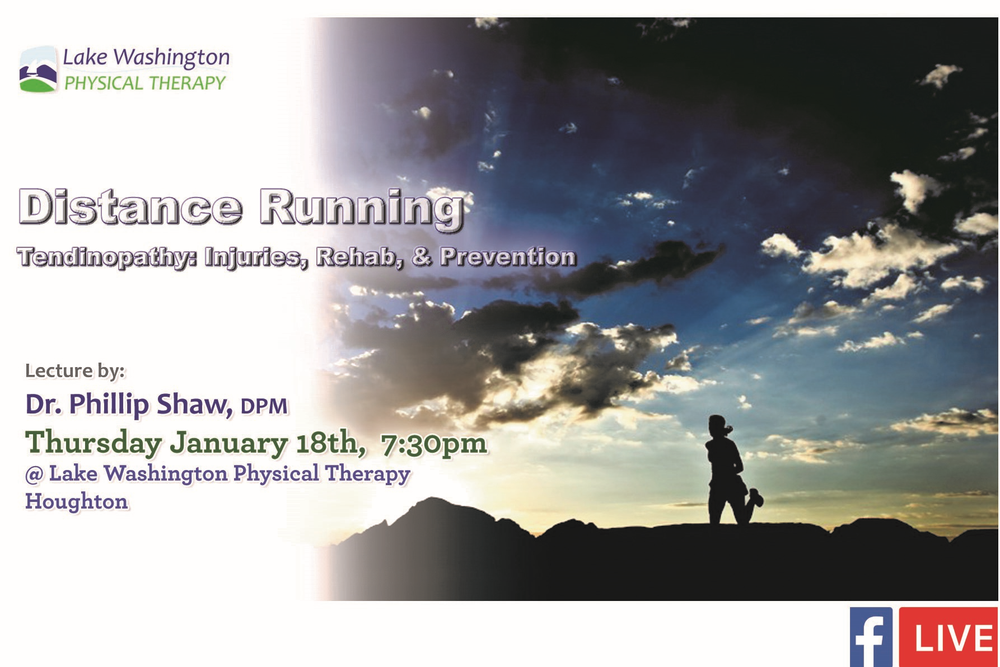 Lake Washington
PHYSICAL THERAPY
Distance Running
Tendinopathy: Injuries, Rehab, & Prevention
Lecture by:
Dr. Phillip Shaw, DPM
Thursday January 18th, 7:30pm
@ Lake Washington Physical Therapy
Houghton
f LIVE